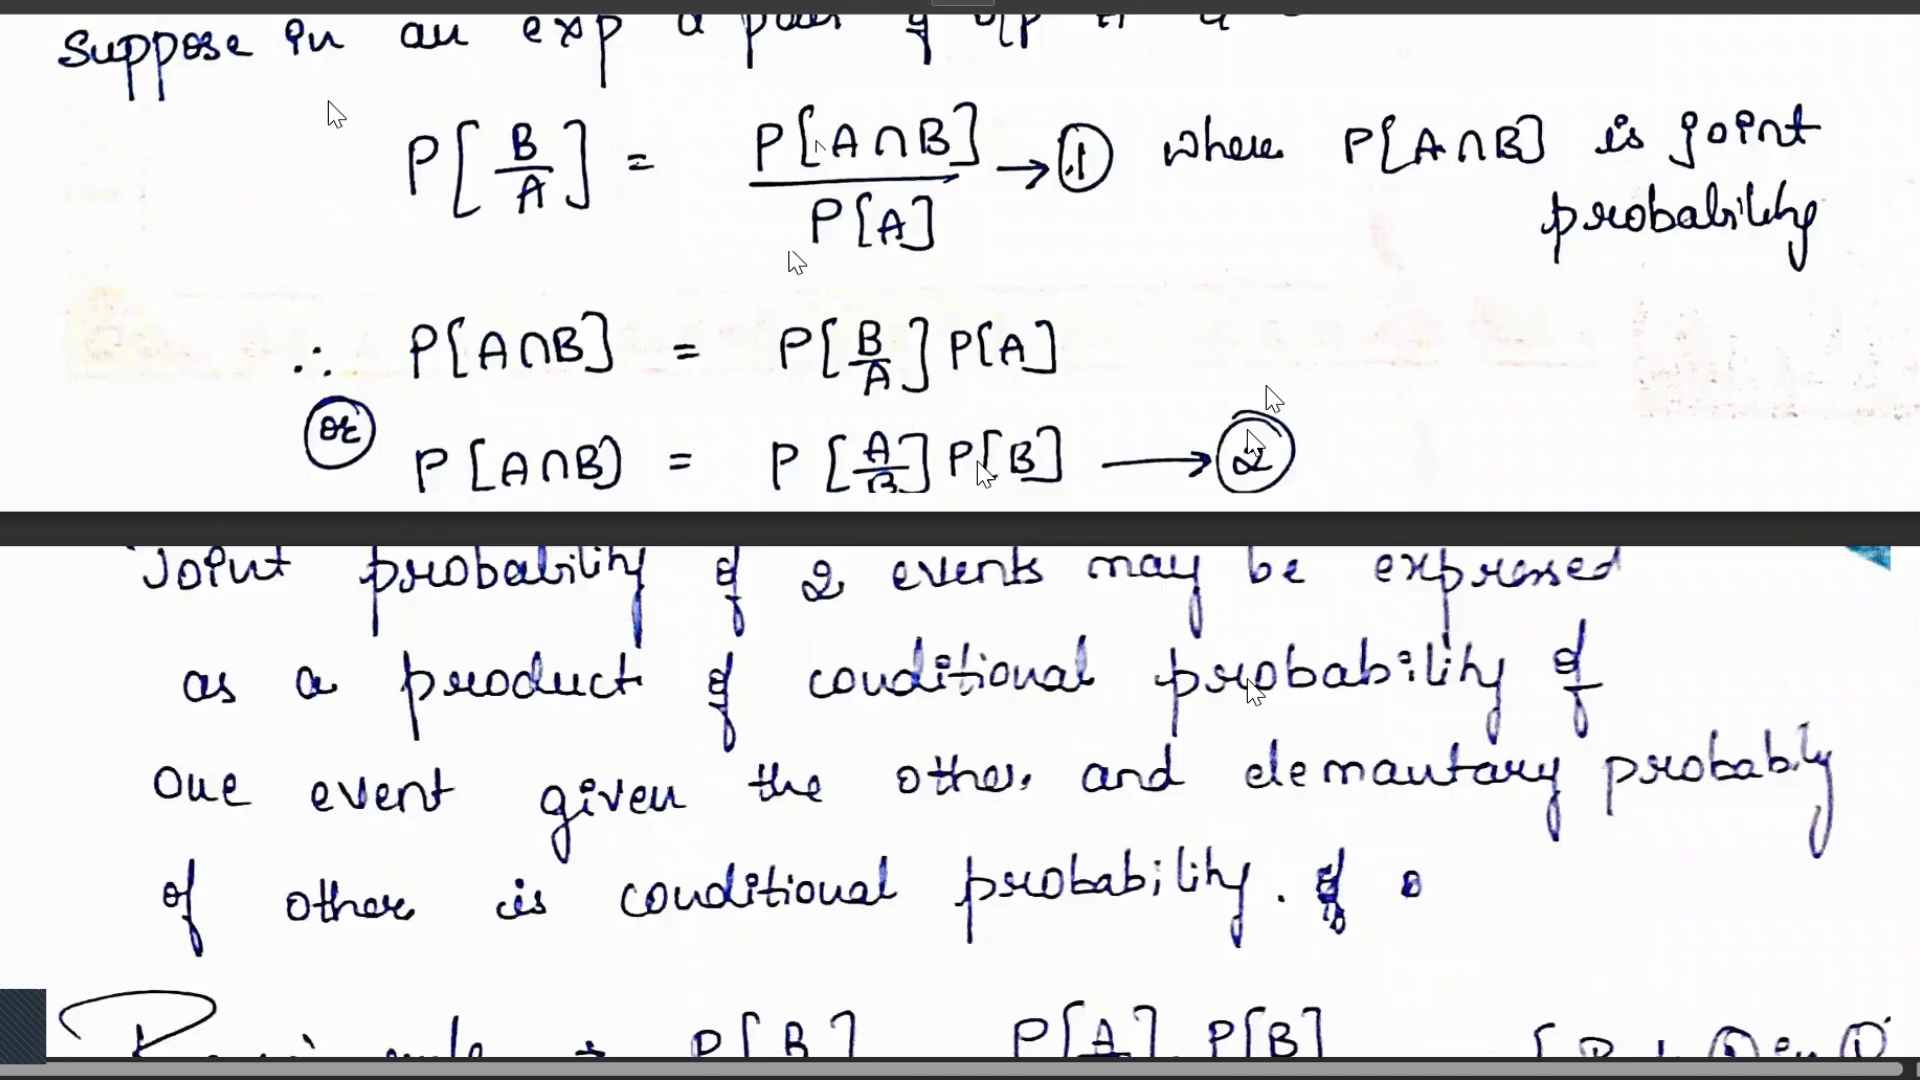 Suppose in an exp a
P[B/A] = P[A∩B] / P[A] → ① where P[A∩B] is joint
probability
∴ P[A∩B] = P[B/A] P[A]
or
P[A∩B] = P[A/B] P[B] → ②
Joint probability of 2 events may be expressed
as a product of conditional probability of
one event given the other and elemantary probably
of other is conditional probability.
rule → P[B P[A P[B]